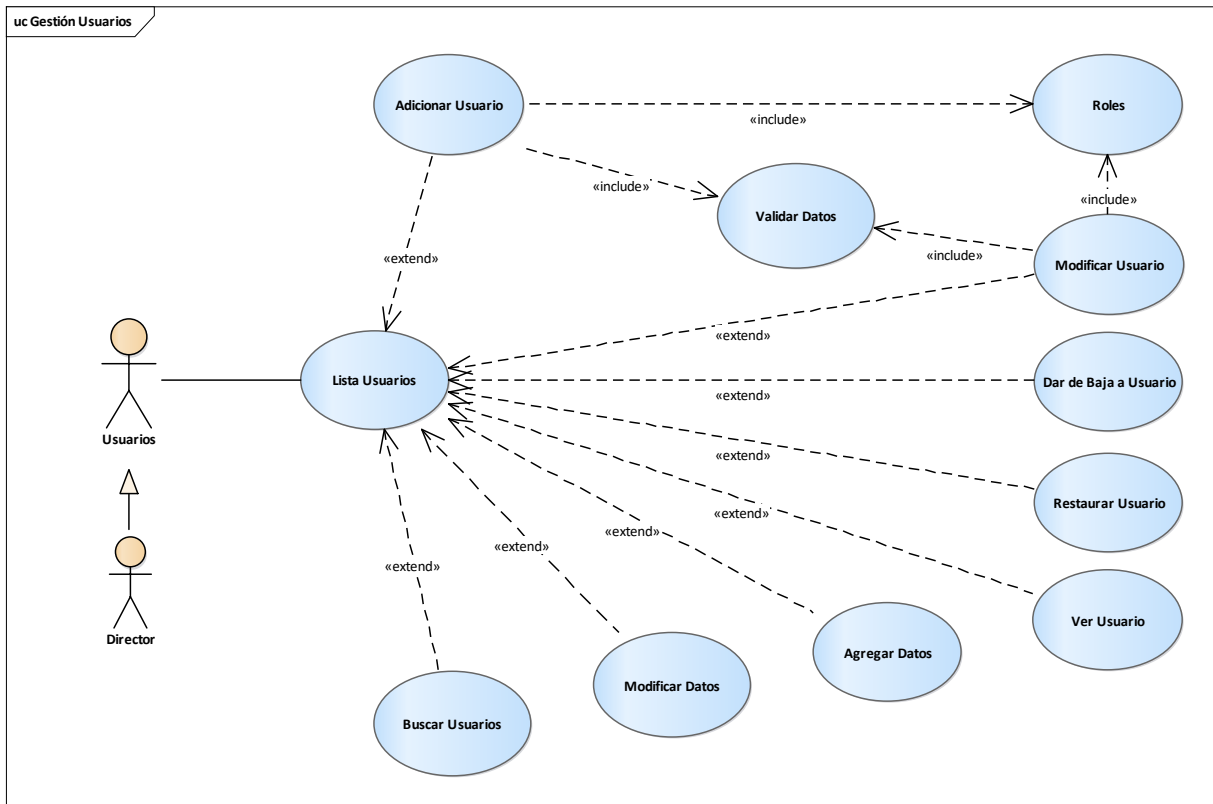 uc Gestión Usuarios
Adicionar Usuario
Roles
«include»
«include»
Validar Datos
«include»
«include»
Modificar Usuario
«extend»
«extend»
Lista Usuarios
Dar de Baja a Usuario
«extend»
Usuarios
«extend»
Restaurar Usuario
«extend»
«extend»
«extend»
«extend»
Ver Usuario
Director
Agregar Datos
Modificar Datos
Buscar Usuarios